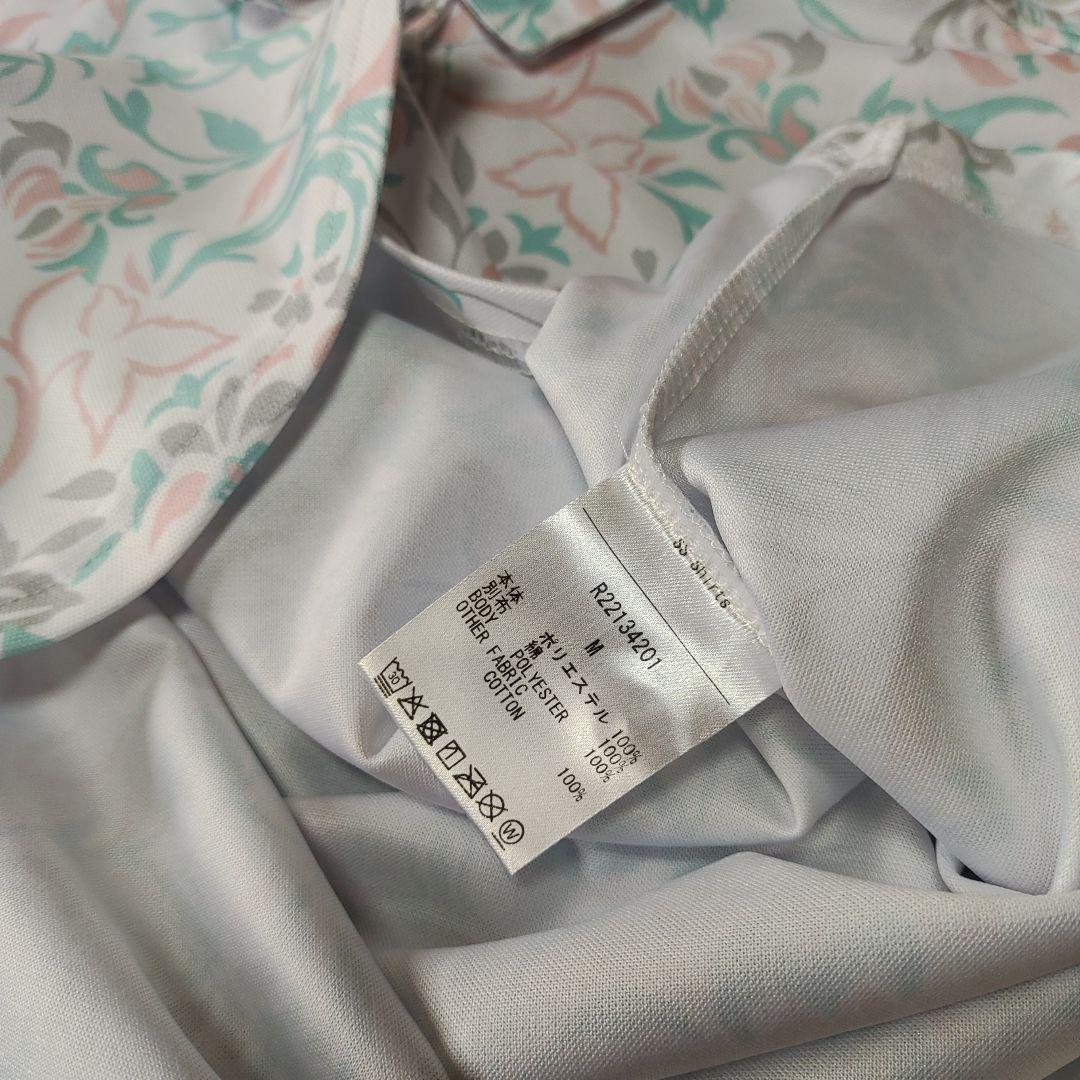 ss shirts
R22134201
M
本体 ポリエステル 100%
別布 綿 100%
BODY POLYESTER 100%
OTHER FABRIC
COTTON 100%
30
W